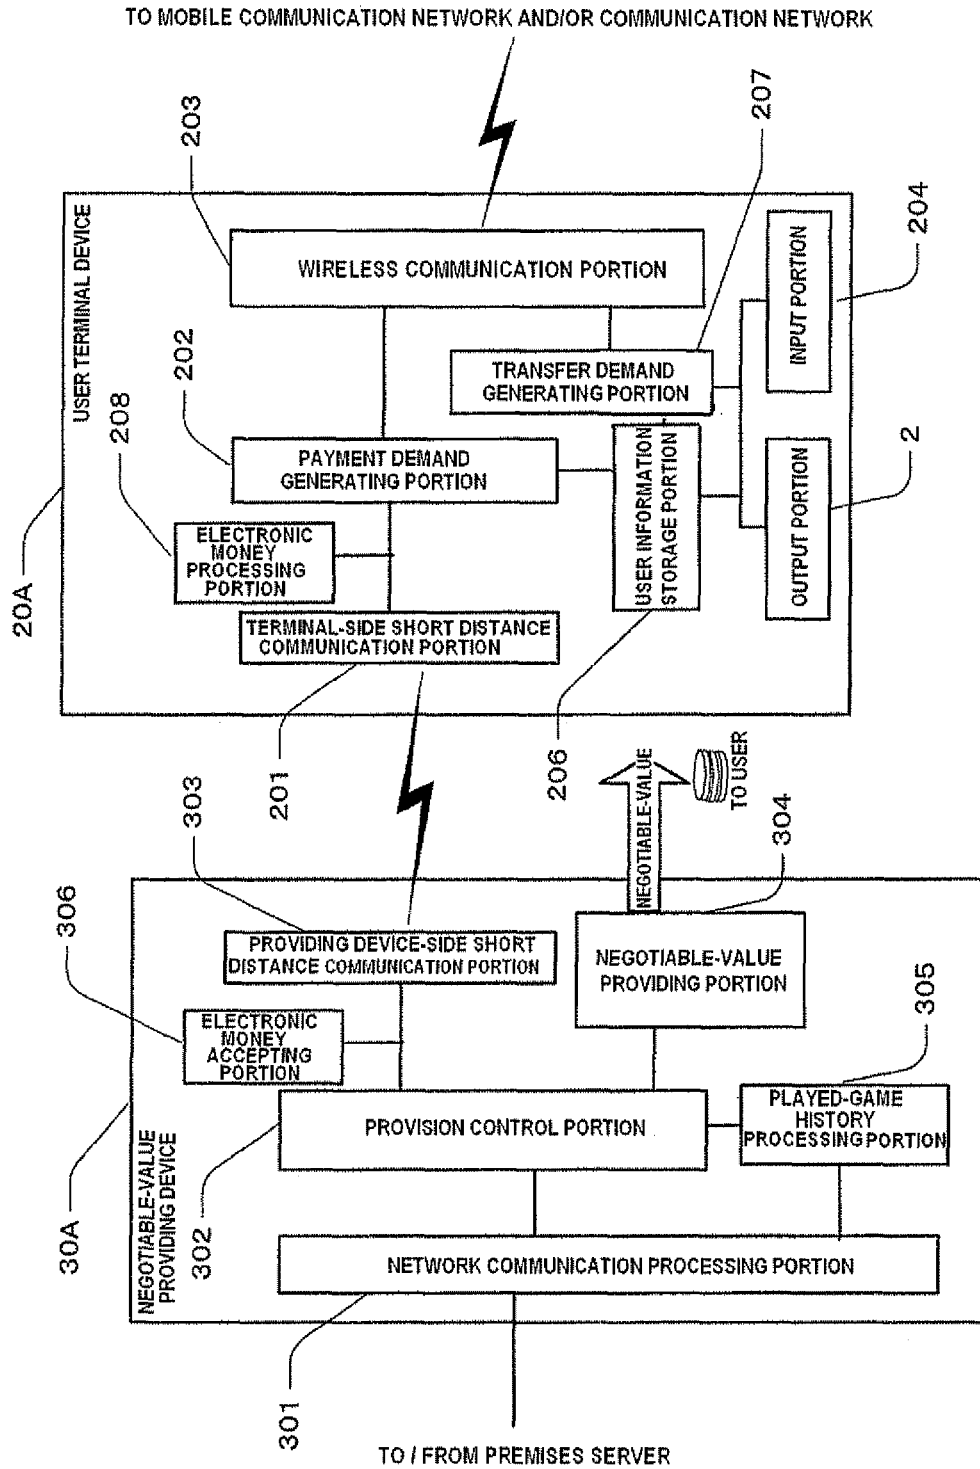 TO MOBILE COMMUNICATION NETWORK AND/OR COMMUNICATION NETWORK
203
207
USER TERMINAL DEVICE
WIRELESS COMMUNICATION PORTION
204
202
208
TRANSFER DEMAND
GENERATING PORTION
INPUT PORTION
PAYMENT DEMAND
GENERATING PORTION
2
20A
ELECTRONIC
MONEY
PROCESSING
PORTION
USER INFORMATION
STORAGE PORTION
OUTPUT PORTION
TERMINAL-SIDE SHORT DISTANCE
COMMUNICATION PORTION
201
206
303
NEGOTIABLE-VALUE
TO USER
304
306
PROVIDING DEVICE-SIDE SHORT
DISTANCE COMMUNICATION PORTION
NEGOTIABLE-VALUE
PROVIDING PORTION
305
ELECTRONIC
MONEY
ACCEPTING
PORTION
PROVISION CONTROL PORTION
PLAYED-GAME
HISTORY
PROCESSING PORTION
30A
NEGOTIABLE-VALUE
PROVIDING DEVICE
302
NETWORK COMMUNICATION PROCESSING PORTION
301
TO / FROM PREMISES SERVER